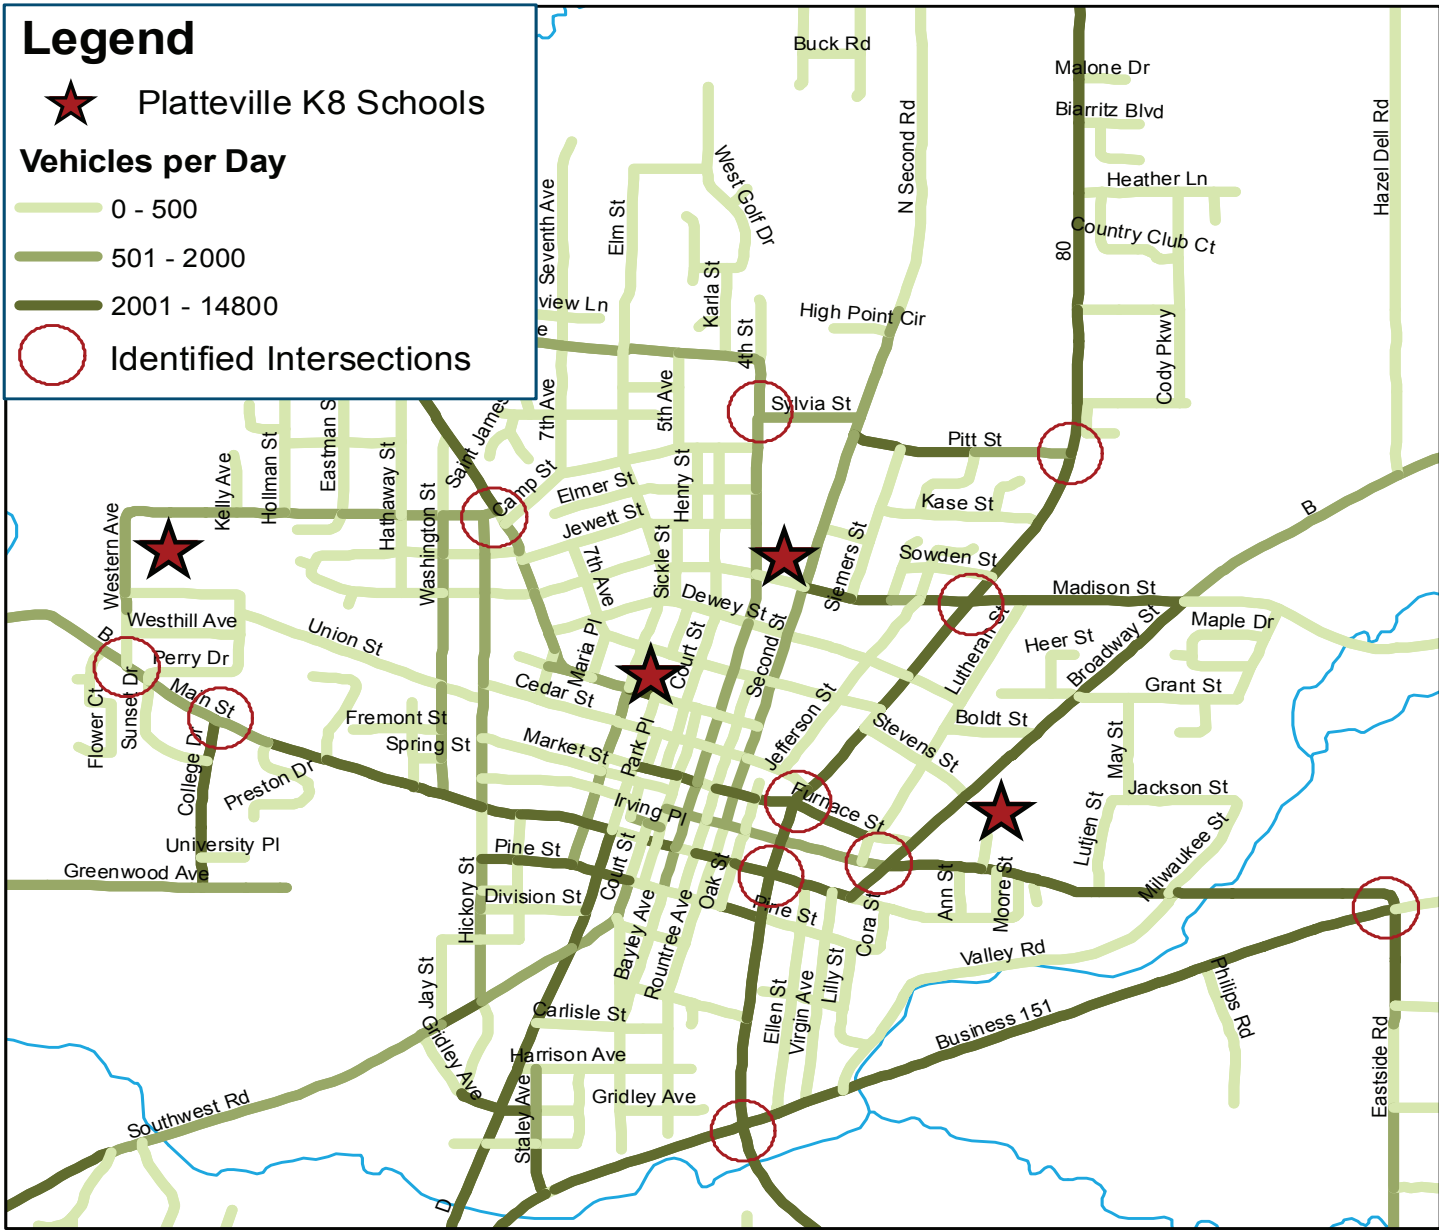 Legend
Platteville K8 Schools
Vehicles per Day
0 - 500
501 - 2000
2001 - 14800
Identified Intersections
Buck Rd
Malone Dr
Biarritz Blvd
Heather Ln
Country Club Ct
80
Cody Pkwy
Hazel Dell Rd
N Second Rd
West Golf Dr
Elm St
Seventh Ave
view Ln
e
Karla St
4th St
High Point Cir
Sylvia St
Pitt St
5th Ave
7th Ave
Saint James
Camp St
Elmer St
Henry St
Jewett St
Kase St
Sowden St
Siemers St
Madison St
B
Kelly Ave
Hollman St
Eastman S
Hathaway St
Washington St
Western Ave
7th Ave
Sickle St
Dewey St
Second St
Court St
Maria Pl
Westhill Ave
Perry Dr
Union St
B
Main St
Flower Ct
Sunset Dr
College Dr
Preston Dr
University Pl
Greenwood Ave
Fremont St
Spring St
Cedar St
Market St
Park Pl
Irving Pl
Jefferson St
Stevens St
Furnace St
Lutheran St
Heer St
Broadway St
Maple Dr
Grant St
Boldt St
May St
Jackson St
Lutjen St
Milwaukee St
Pine St
Division St
Hickory St
Court St
Oak St
Pine St
Bayley Ave
Rountree Ave
Cora St
Ann St
Moore St
Valley Rd
Lilly St
Virgin Ave
Ellen St
Jay St
Gridley Ave
Carlisle St
Harrison Ave
Gridley Ave
Staley Ave
Southwest Rd
D
Business 151
Philips Rd
Eastside Rd